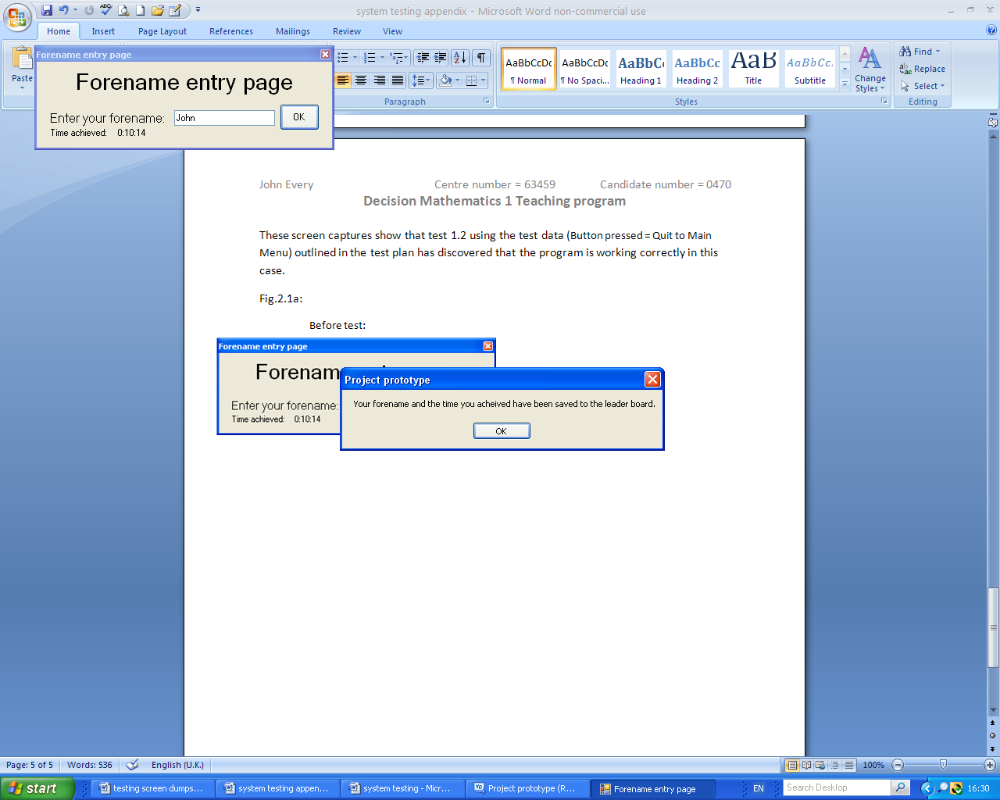 system testing appendix - Microsoft Word non-commercial use
Home Insert Page Layout References Mailings Review View
Forename entry page
Forename entry page
Enter your forename: John OK
Time achieved: 0:10:14
Paste
Paragraph
AaBbCcDc AaBbCcDc AaBbCc AaBbCc AaB AaBbCc.
¶ Normal ¶ No Spaci... Heading 1 Heading 2 Title Subtitle
Change Styles
Styles
Find
Replace
Select
Editing
John Every Centre number = 63459 Candidate number = 0470
Decision Mathematics 1 Teaching program
These screen captures show that test 1.2 using the test data (Button pressed = Quit to Main
Menu) outlined in the test plan has discovered that the program is working correctly in this
case.
Fig.2.1a:
Before test:
Forename entry page
Forenam
Enter your forename:
Time achieved: 0:10:14
Project prototype
Your forename and the time you acheived have been saved to the leader board.
OK
Page: 5 of 5 Words: 536 English (U.K.) 100%
start testing screen dumps... system testing appen... system testing - Micr... Project prototype (R... Forename entry page EN Search Desktop 16:30